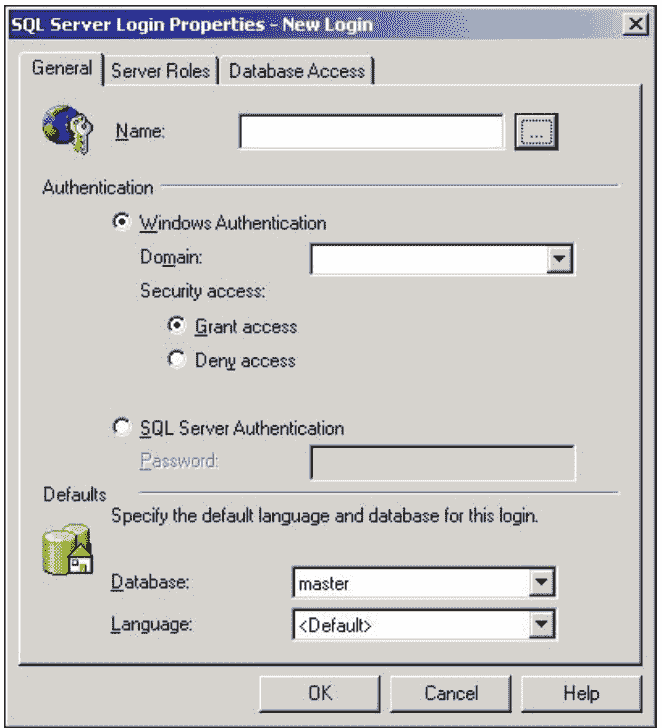 SQL Server Login Properties - New Login
General Server Roles Database Access
Name: ...
Authentication
Windows Authentication
Domain:
Security access:
Grant access
Deny access
SQL Server Authentication
Password:
Defaults
Specify the default language and database for this login.
Database: master
Language: <Default>
OK Cancel Help